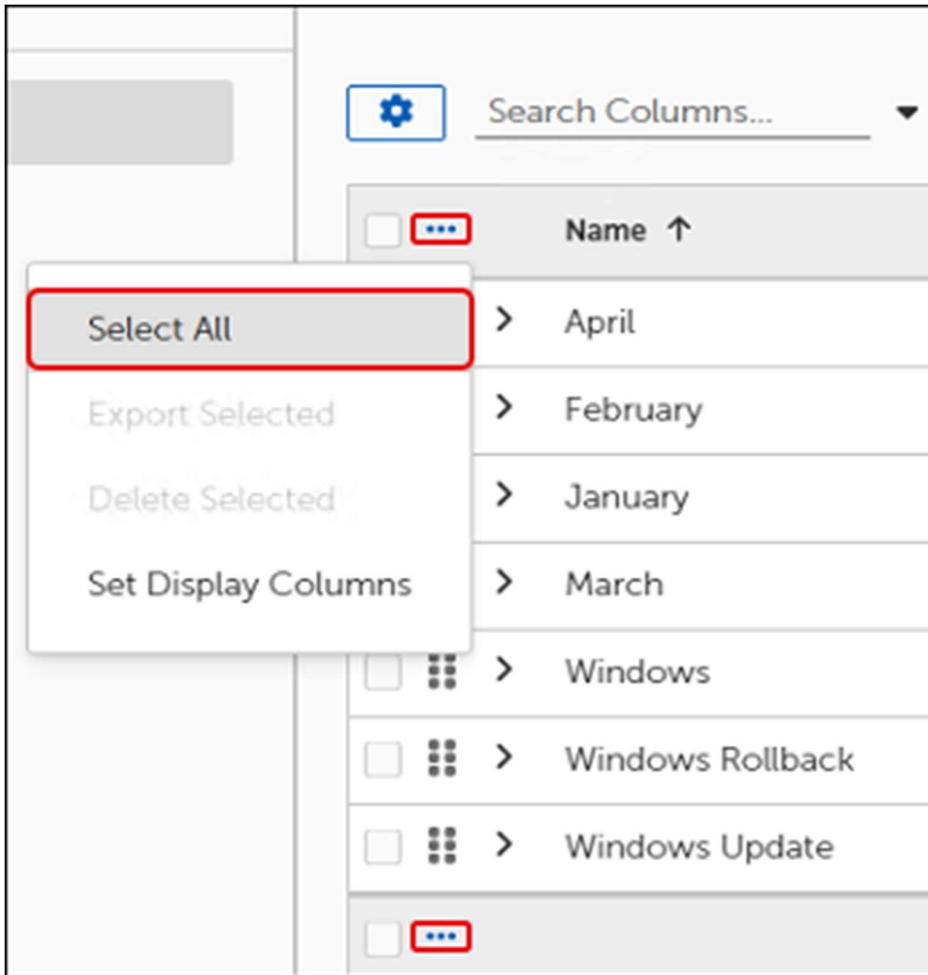 Search Columns...
Name
Select All
April
Export Selected
February
Delete Selected
January
Set Display Columns
March
Windows
Windows Rollback
Windows Update